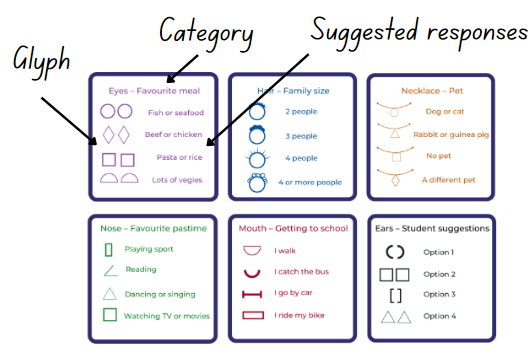 Category
Suggested responses
Glyph
Eyes – Favourite meal
Fish or seafood
Beef or chicken
Pasta or rice
Lots of vegies
Hair – Family size
2 people
3 people
4 people
4 or more people
Necklace – Pet
Dog or cat
Rabbit or guinea pig
No pet
A different pet
Nose – Favourite pastime
Playing sport
Reading
Dancing or singing
Watching TV or movies
Mouth – Getting to school
I walk
I catch the bus
I go by car
I ride my bike
Ears – Student suggestions
Option 1
Option 2
Option 3
Option 4